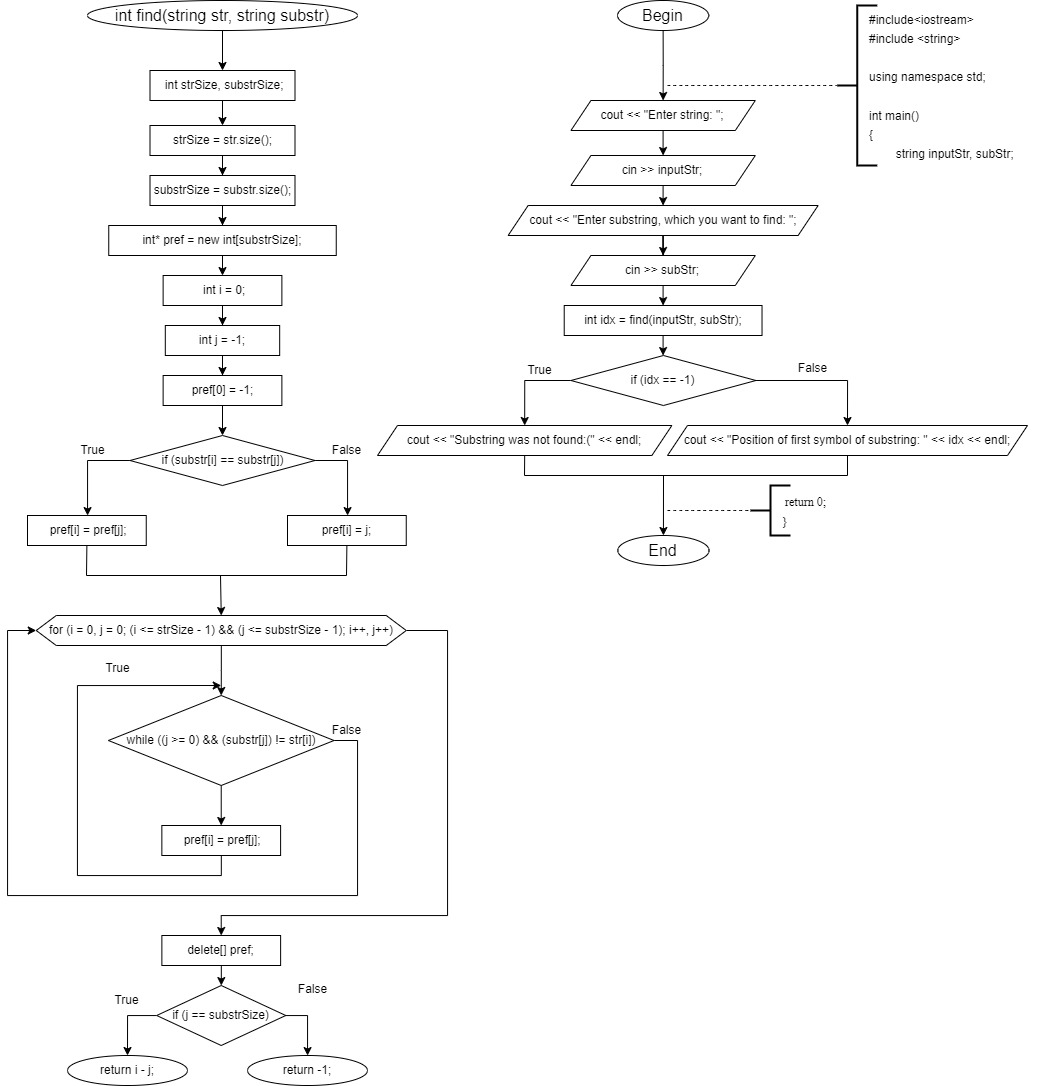 int find(string str, string substr)
int strSize, substrSize;
strSize = str.size();
substrSize = substr.size();
int* pref = new int[substrSize];
int i = 0;
int j = -1;
pref[0] = -1;
if (substr[i] == substr[j])
True
False
pref[i] = pref[j];
pref[i] = j;
for (i = 0, j = 0; (i <= strSize - 1) && (j <= substrSize - 1); i++, j++)
True
while ((j >= 0) && (substr[j]) != str[i])
False
pref[i] = pref[j];
delete[] pref;
if (j == substrSize)
True
False
return i - j;
return -1;
Begin
#include<iostream>
#include <string>
using namespace std;
int main()
{
string inputStr, subStr;
cout << "Enter string: ";
cin >> inputStr;
cout << "Enter substring, which you want to find: ";
cin >> subStr;
int idx = find(inputStr, subStr);
if (idx == -1)
True
False
cout << "Substring was not found:(" << endl;
cout << "Position of first symbol of substring: " << idx << endl;
return 0;
}
End